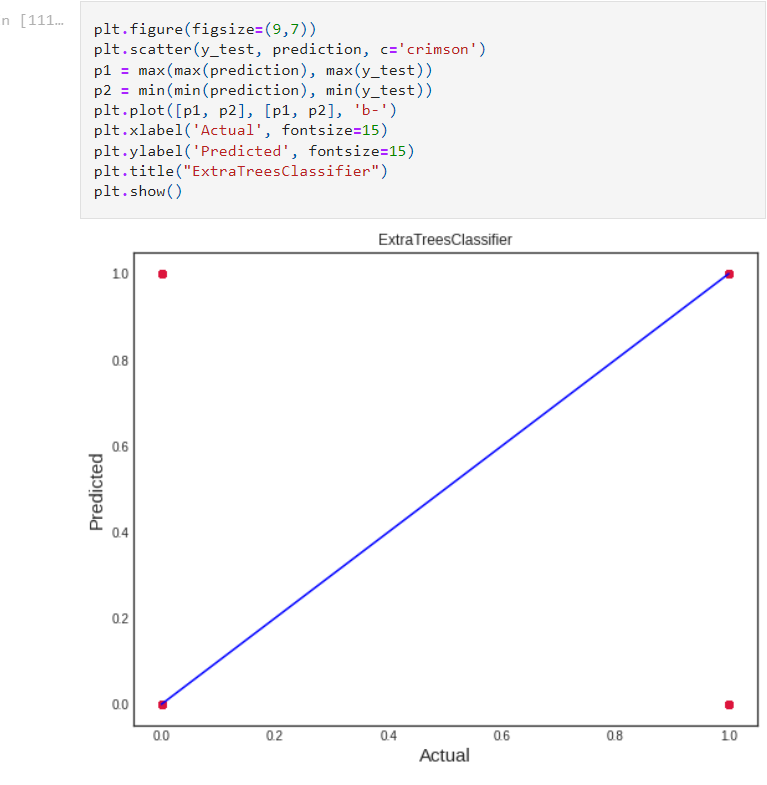 n [111…
plt.figure(figsize=(9,7))
plt.scatter(y_test, prediction, c='crimson')
p1 = max(max(prediction), max(y_test))
p2 = min(min(prediction), min(y_test))
plt.plot([p1, p2], [p1, p2], 'b-')
plt.xlabel('Actual', fontsize=15)
plt.ylabel('Predicted', fontsize=15)
plt.title("ExtraTreesClassifier")
plt.show()
ExtraTreesClassifier
1.0
0.8
0.6
0.4
0.2
0.0
Predicted
0.0 0.2 0.4 0.6 0.8 1.0
Actual